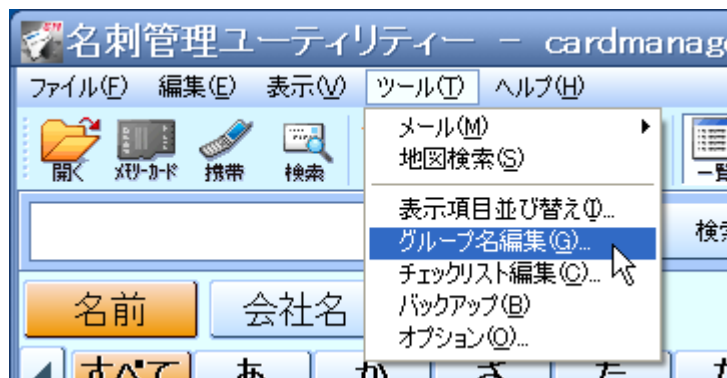 名刺管理ユーティリティー － cardmanage
ファイル(F) 編集(E) 表示(V) ツール(T) ヘルプ(H)
開く メモリーカード 携帯 検索
メール(M)
地図検索(S)
表示項目並び替え(I)...
グループ名編集(G)...
チェックリスト編集(C)...
バックアップ(B)
オプション(O)...
一覧
検索
名前 会社名
すべて あ か さ た な